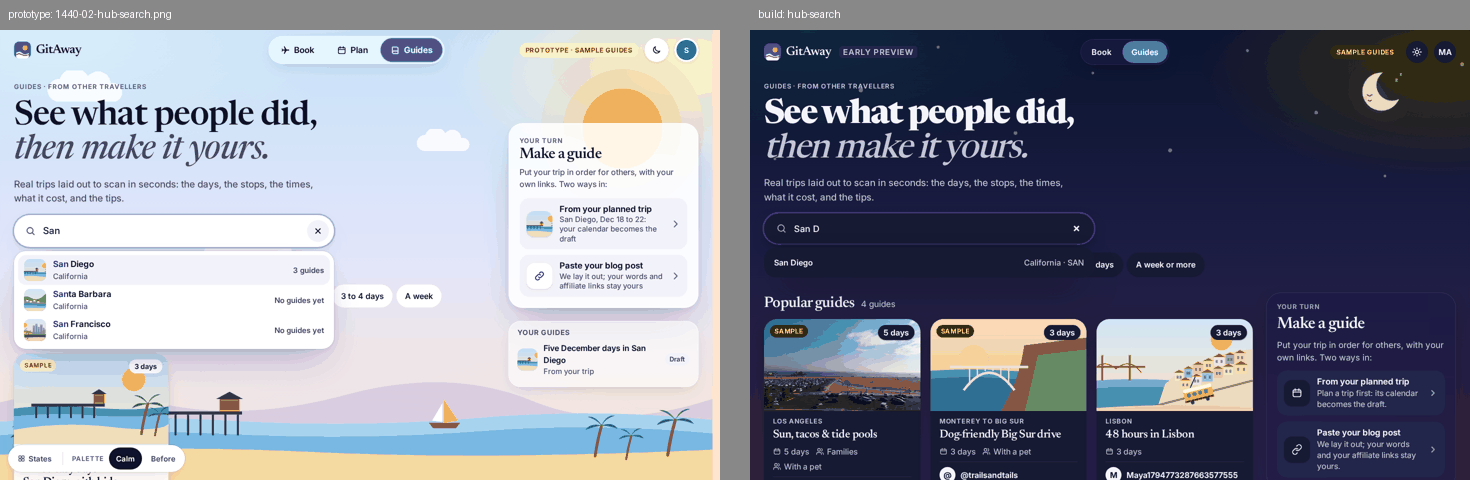 prototype: 1440-02-hub-search.png
GitAway
Book
Plan
Guides
PROTOTYPE · SAMPLE GUIDES
S
GUIDES · FROM OTHER TRAVELLERS
See what people did,
then make it yours.
Real trips laid out to scan in seconds: the days, the stops, the times,
what it cost, and the tips.
San
San Diego
California
3 guides
Santa Barbara
California
No guides yet
San Francisco
California
No guides yet
3 to 4 days
A week
YOUR TURN
Make a guide
Put your trip in order for others, with your
own links. Two ways in:
From your planned trip
San Diego, Dec 18 to 22:
your calendar becomes the
draft
Paste your blog post
We lay it out; your words and
affiliate links stay yours
YOUR GUIDES
Five December days in San
Diego
From your trip
Draft
SAMPLE
3 days
States
PALETTE
Calm
Before
build: hub-search
GitAway
EARLY PREVIEW
Book
Guides
SAMPLE GUIDES
MA
GUIDES · FROM OTHER TRAVELLERS
See what people did,
then make it yours.
Real trips laid out to scan in seconds: the days, the stops, the times,
what it cost, and the tips.
San D
San Diego
California · SAN
days
A week or more
Popular guides
4 guides
SAMPLE
5 days
LOS ANGELES
Sun, tacos & tide pools
5 days
Families
With a pet
SAMPLE
3 days
MONTEREY TO BIG SUR
Dog-friendly Big Sur drive
3 days
With a pet
@
@trailsandtails
3 days
LISBON
48 hours in Lisbon
3 days
M
Maya1794773287663577555
YOUR TURN
Make a guide
Put your trip in order for others, with your
own links. Two ways in:
From your planned trip
Plan a trip first: its calendar
becomes the draft.
Paste your blog post
We lay it out; your words
and your affiliate links stay
yours.